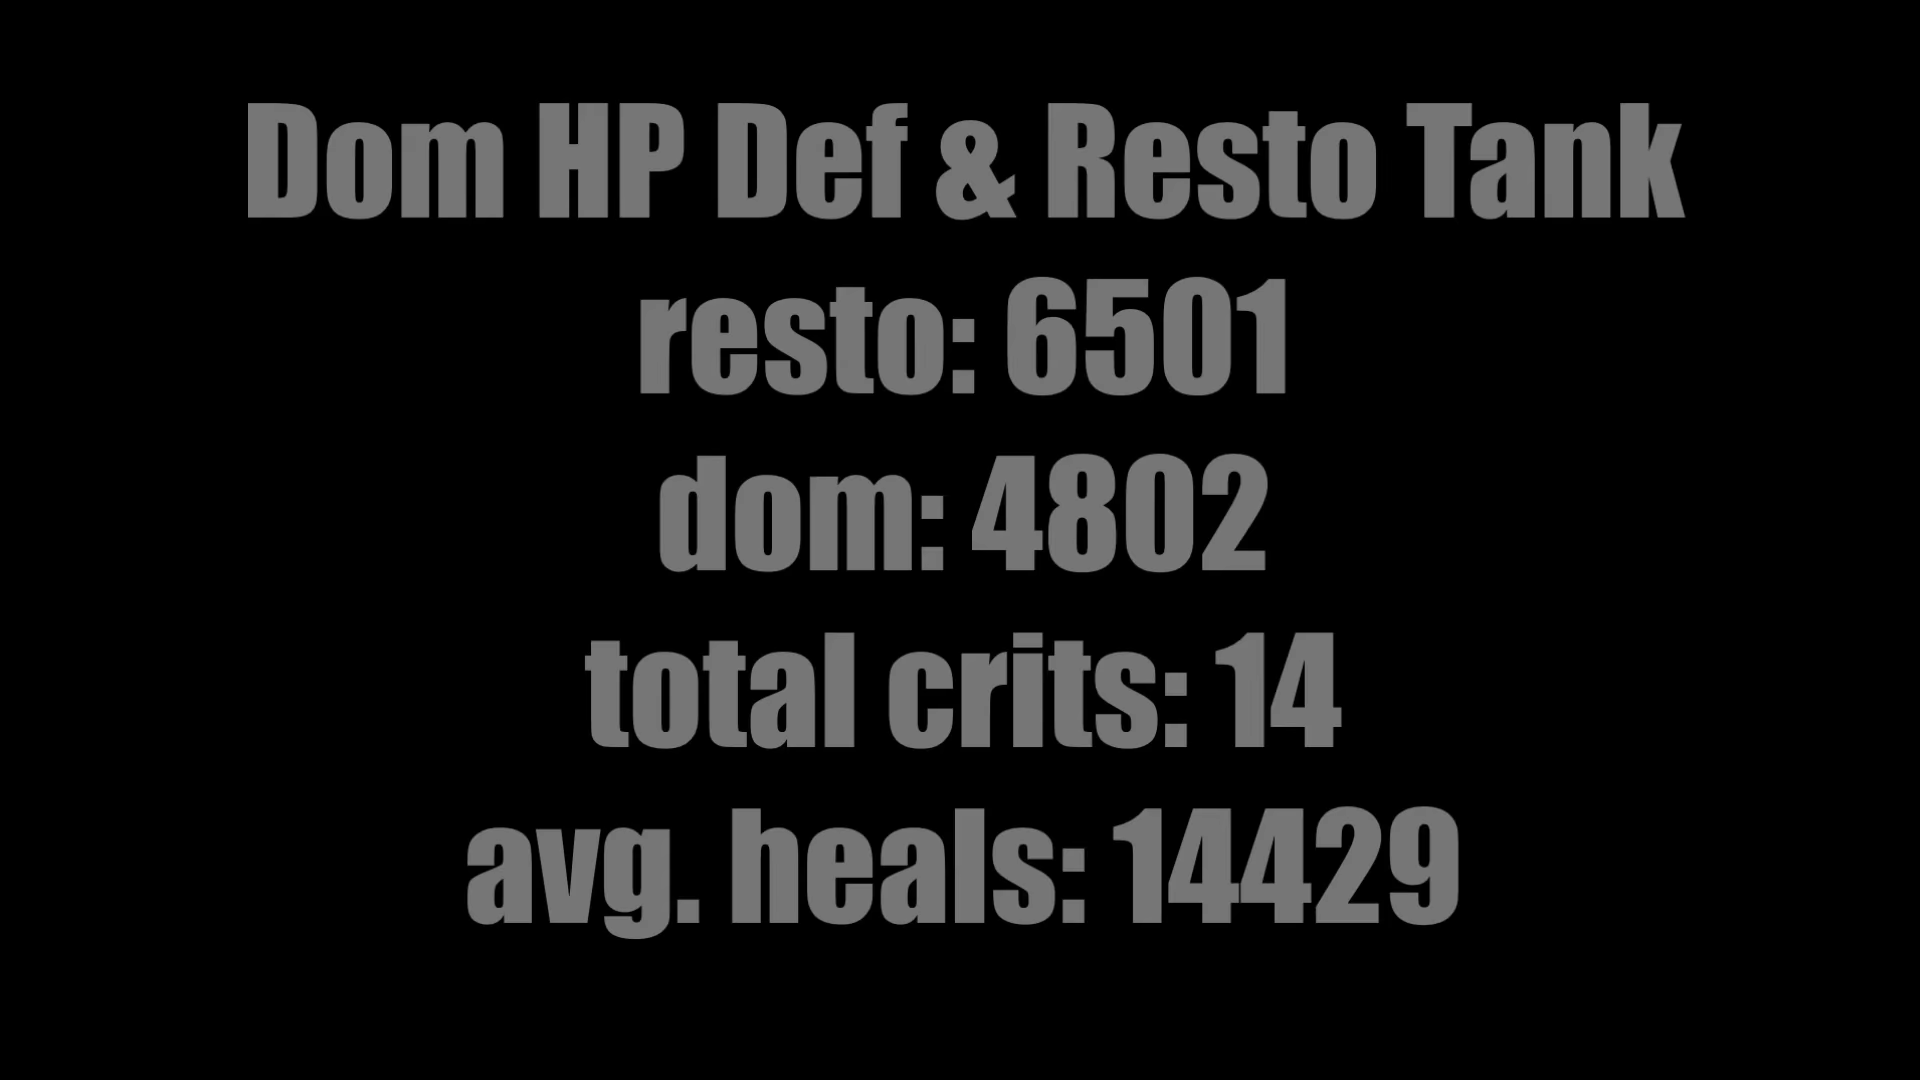 Dom HP Def & Resto Tank
resto: 6501
dom: 4802
total crits: 14
avg. heals: 14429